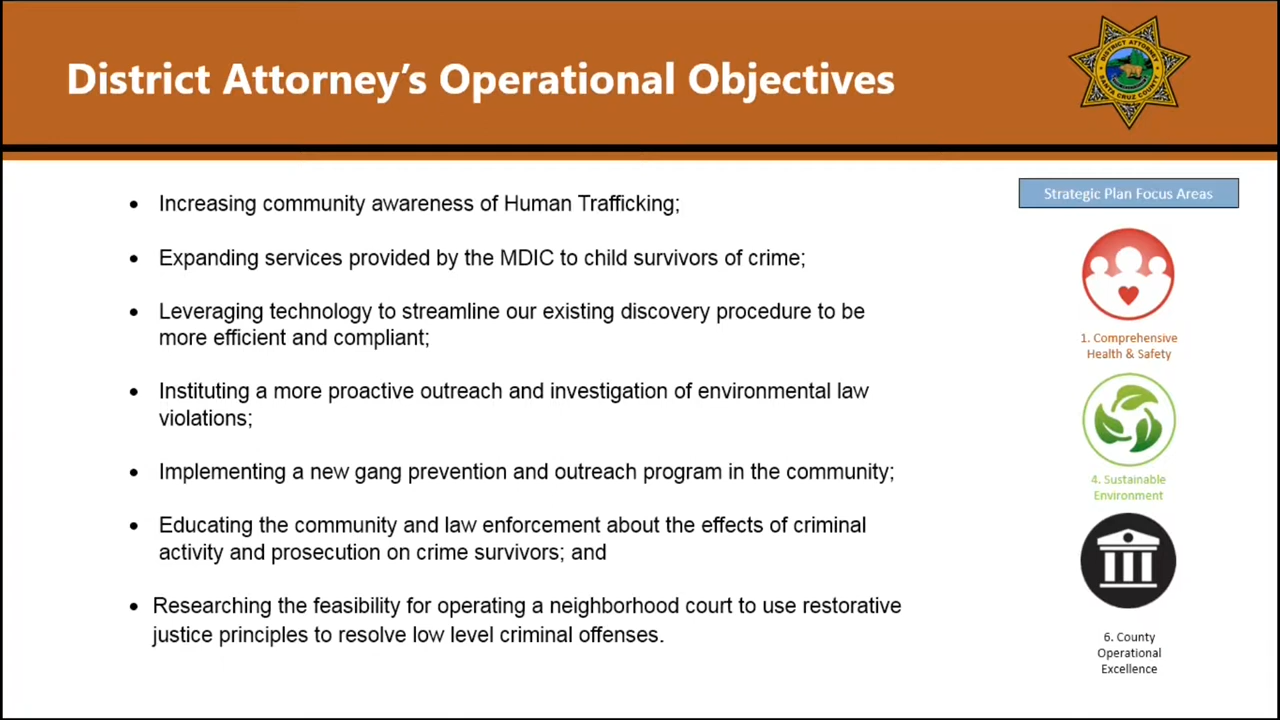 District Attorney's Operational Objectives
DISTRICT ATTORNEY
SANTA CRUZ COUNTY
• Increasing community awareness of Human Trafficking;
• Expanding services provided by the MDIC to child survivors of crime;
• Leveraging technology to streamline our existing discovery procedure to be
more efficient and compliant;
• Instituting a more proactive outreach and investigation of environmental law
violations;
• Implementing a new gang prevention and outreach program in the community;
• Educating the community and law enforcement about the effects of criminal
activity and prosecution on crime survivors; and
• Researching the feasibility for operating a neighborhood court to use restorative
justice principles to resolve low level criminal offenses.
Strategic Plan Focus Areas
1. Comprehensive
Health & Safety
4. Sustainable
Environment
6. County
Operational
Excellence